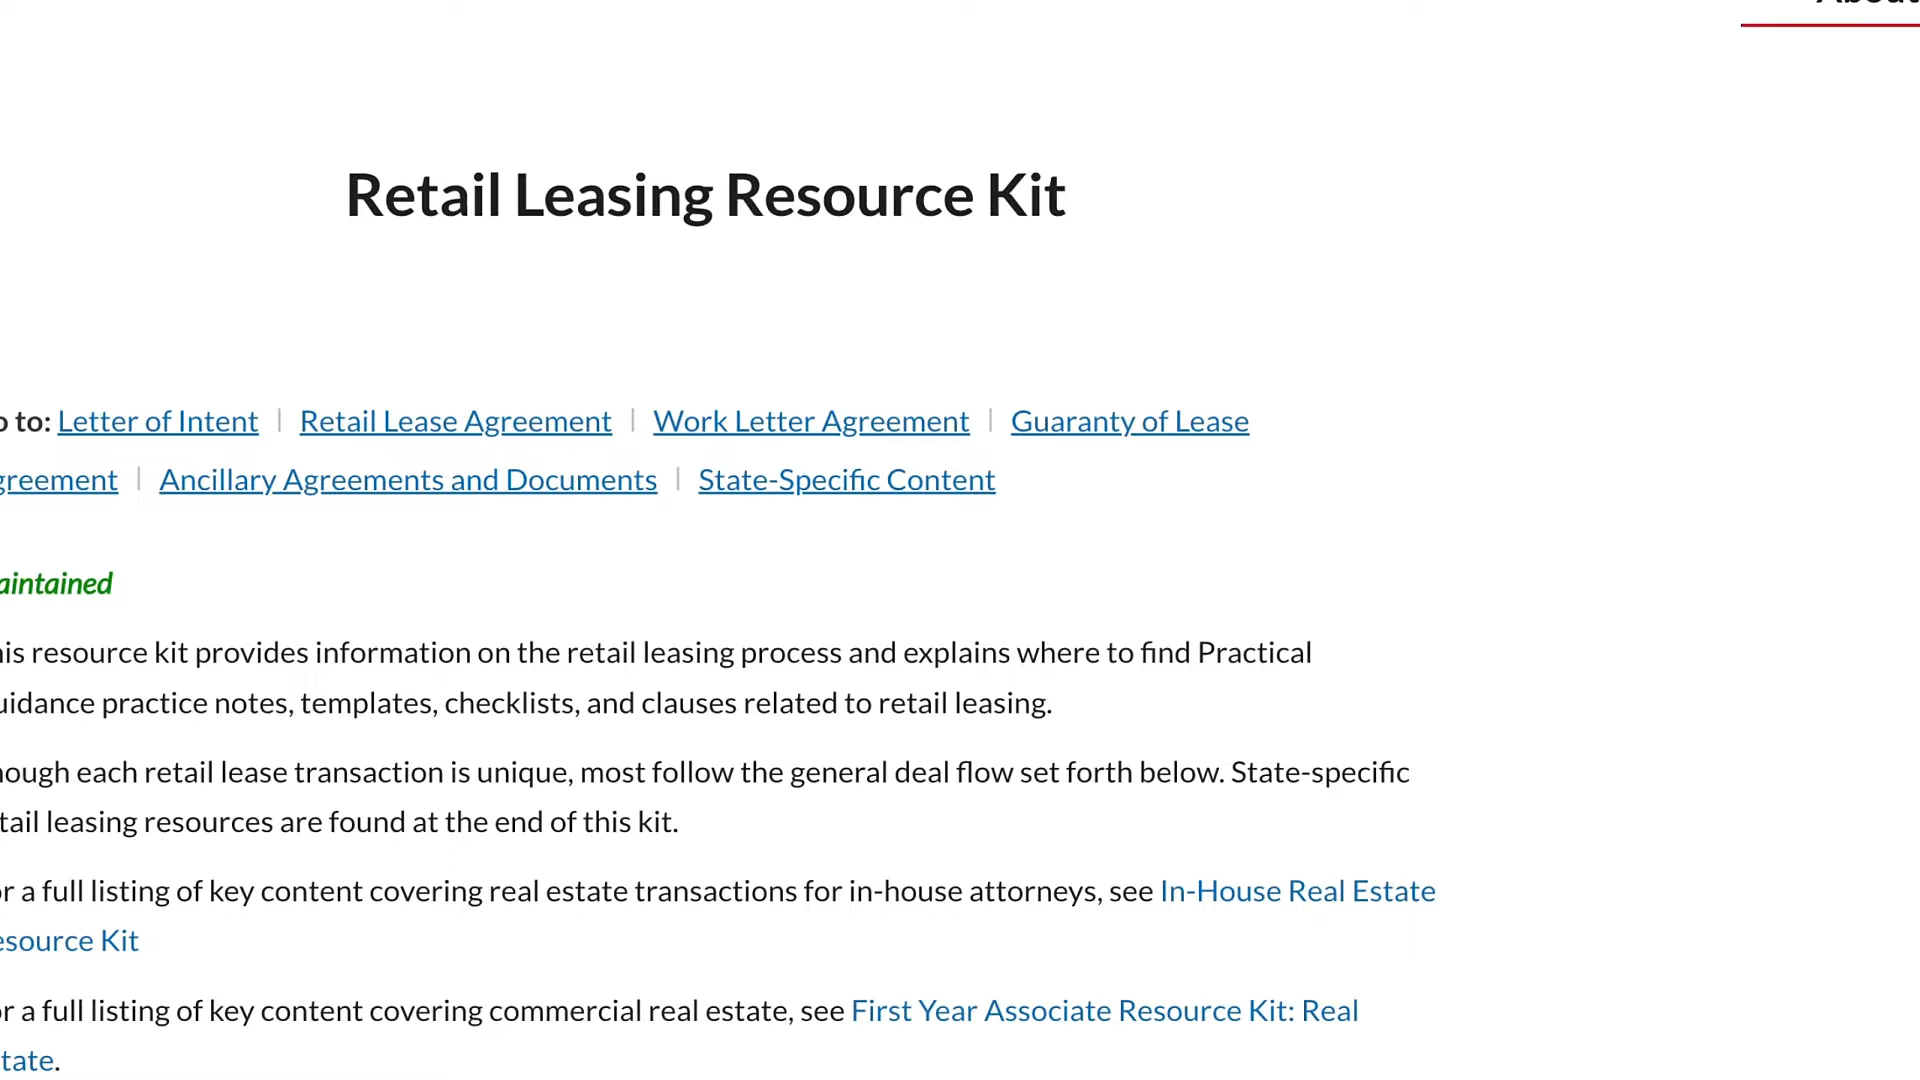 About
Retail Leasing Resource Kit
to: Letter of Intent | Retail Lease Agreement | Work Letter Agreement | Guaranty of Lease
greement | Ancillary Agreements and Documents | State-Specific Content
aintained
is resource kit provides information on the retail leasing process and explains where to find Practical
uidance practice notes, templates, checklists, and clauses related to retail leasing.
ough each retail lease transaction is unique, most follow the general deal flow set forth below. State-specific
tail leasing resources are found at the end of this kit.
r a full listing of key content covering real estate transactions for in-house attorneys, see In-House Real Estate
esource Kit
r a full listing of key content covering commercial real estate, see First Year Associate Resource Kit: Real
tate.